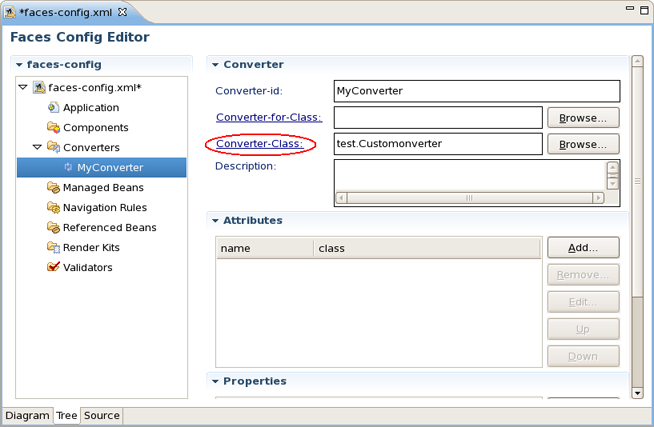 *faces-config.xml
Faces Config Editor
faces-config
faces-config.xml*
Application
Components
Converters
MyConverter
Managed Beans
Navigation Rules
Referenced Beans
Render Kits
Validators
Converter
Converter-id: MyConverter
Converter-for-Class: Browse...
Converter-Class: test.Customonverter Browse...
Description:
Attributes
name class
Add...
Remove...
Edit...
Up
Down
Properties
Diagram Tree Source